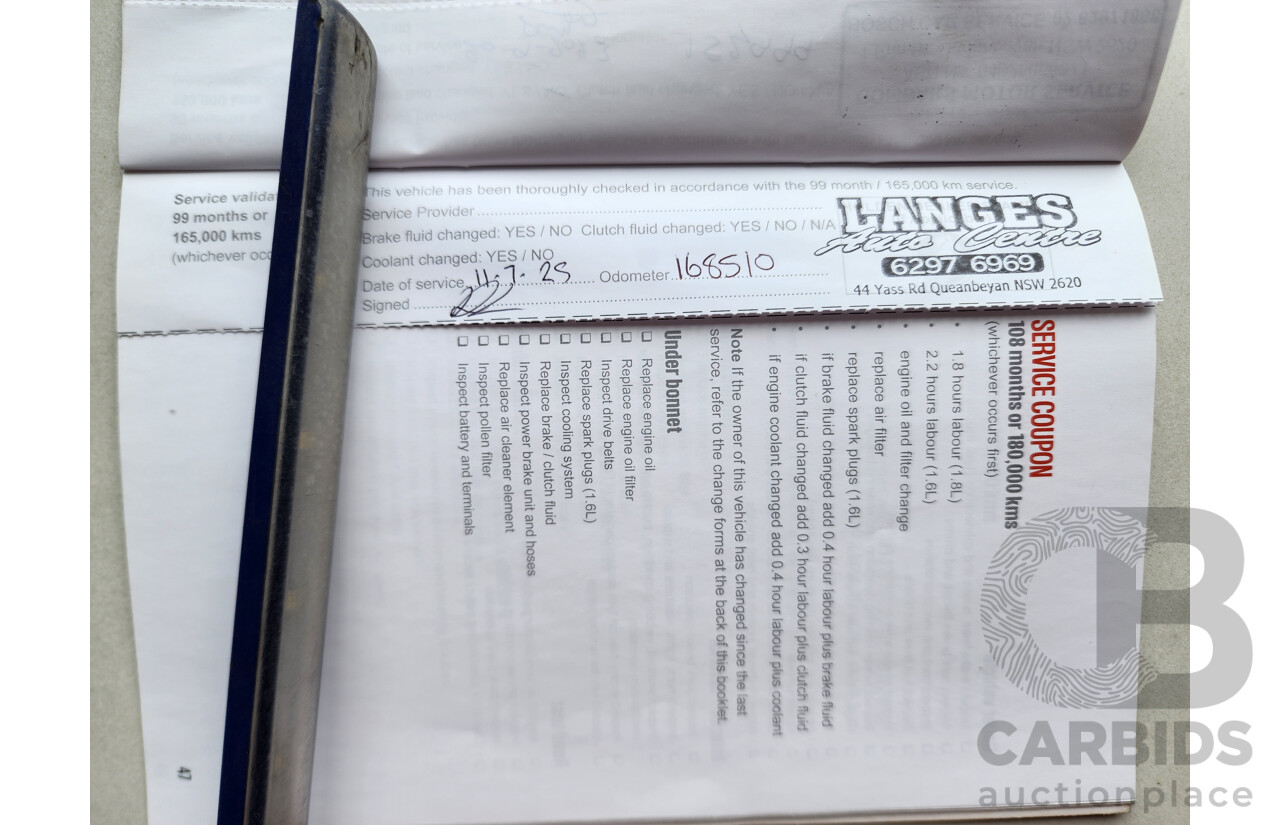 Service valida
99 months or
165,000 kms
(whichever occ
This vehicle has been thoroughly checked in accordance with the 99 month / 165,000 km service.
Service Provider
Brake fluid changed: YES / NO Clutch fluid changed: YES / NO / N/A
Coolant changed: YES / NO
Date of service 11.7.25 Odometer 168510
Signed
LANGES
Auto Centre
6297 6969
44 Yass Rd Queanbeyan NSW 2620
SERVICE COUPON
108 months or 180,000 kms
(whichever occurs first)
• 1.8 hours labour (1.8L)
• 2.2 hours labour (1.6L)
engine oil and filter change
• replace air filter
replace spark plugs (1.6L)
• if brake fluid changed add 0.4 hour labour plus brake fluid
• if clutch fluid changed add 0.3 hour labour plus clutch fluid
• if engine coolant changed add 0.4 hour labour plus coolant
Note If the owner of this vehicle has changed since the last
service, refer to the change forms at the back of this booklet.
Under bonnet
❑ Replace engine oil
❑ Replace engine oil filter
❑ Inspect drive belts
❑ Replace spark plugs (1.6L)
❑ Inspect cooling system
❑ Replace brake / clutch fluid
❑ Inspect power brake unit and hoses
❑ Replace air cleaner element
❑ Inspect pollen filter
❑ Inspect battery and terminals
47
CARBIDS
auctionplace